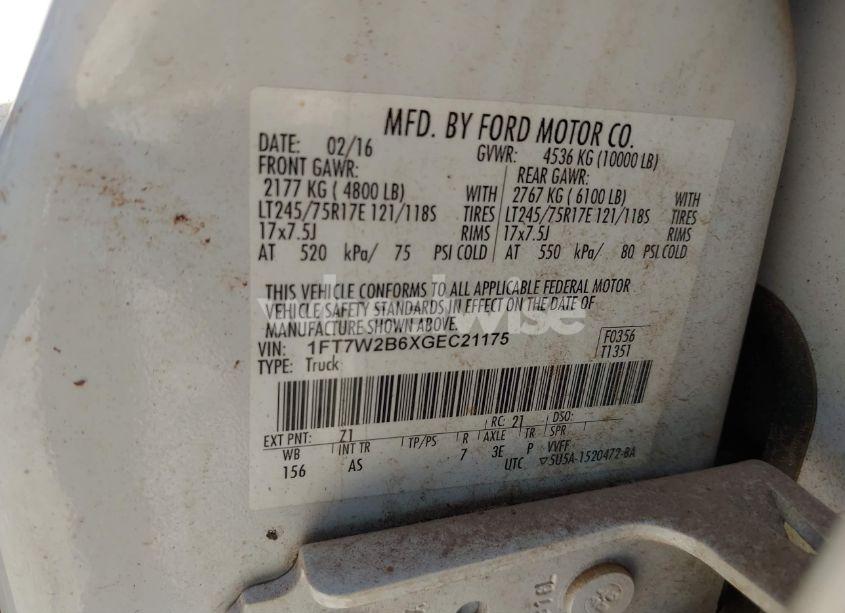 MFD. BY FORD MOTOR CO.
DATE: 02/16 GVWR: 4536 KG (10000 LB)
FRONT GAWR: REAR GAWR:
2177 KG ( 4800 LB) WITH 2767 KG ( 6100 LB) WITH
LT245/75R17E 121/118S TIRES LT245/75R17E 121/118S TIRES
17x7.5J RIMS 17x7.5J RIMS
AT 520 kPa/ 75 PSI COLD AT 550 kPa/ 80 PSI COLD
THIS VEHICLE CONFORMS TO ALL APPLICABLE FEDERAL MOTOR
VEHICLE SAFETY STANDARDS IN EFFECT ON THE DATE OF
MANUFACTURE SHOWN ABOVE.
VIN: 1FT7W2B6XGEC21175 F0356
TYPE: Truck T1351
EXT PNT: Z1 RC: 21 DSO:
WB INT TR TP/PS R AXLE TR SPR
156 AS 7 3E P VVFF
UTC ▽5U5A-1520472-BA